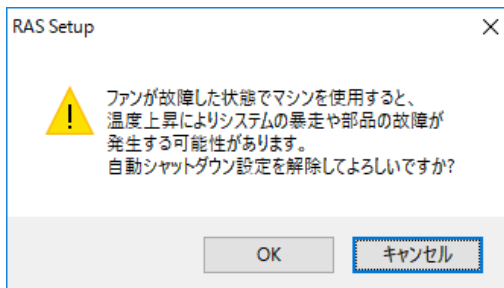 RAS Setup
ファンが故障した状態でマシンを使用すると、
温度上昇によりシステムの暴走や部品の故障が
発生する可能性があります。
自動シャットダウン設定を解除してよろしいですか?
OK
キャンセル